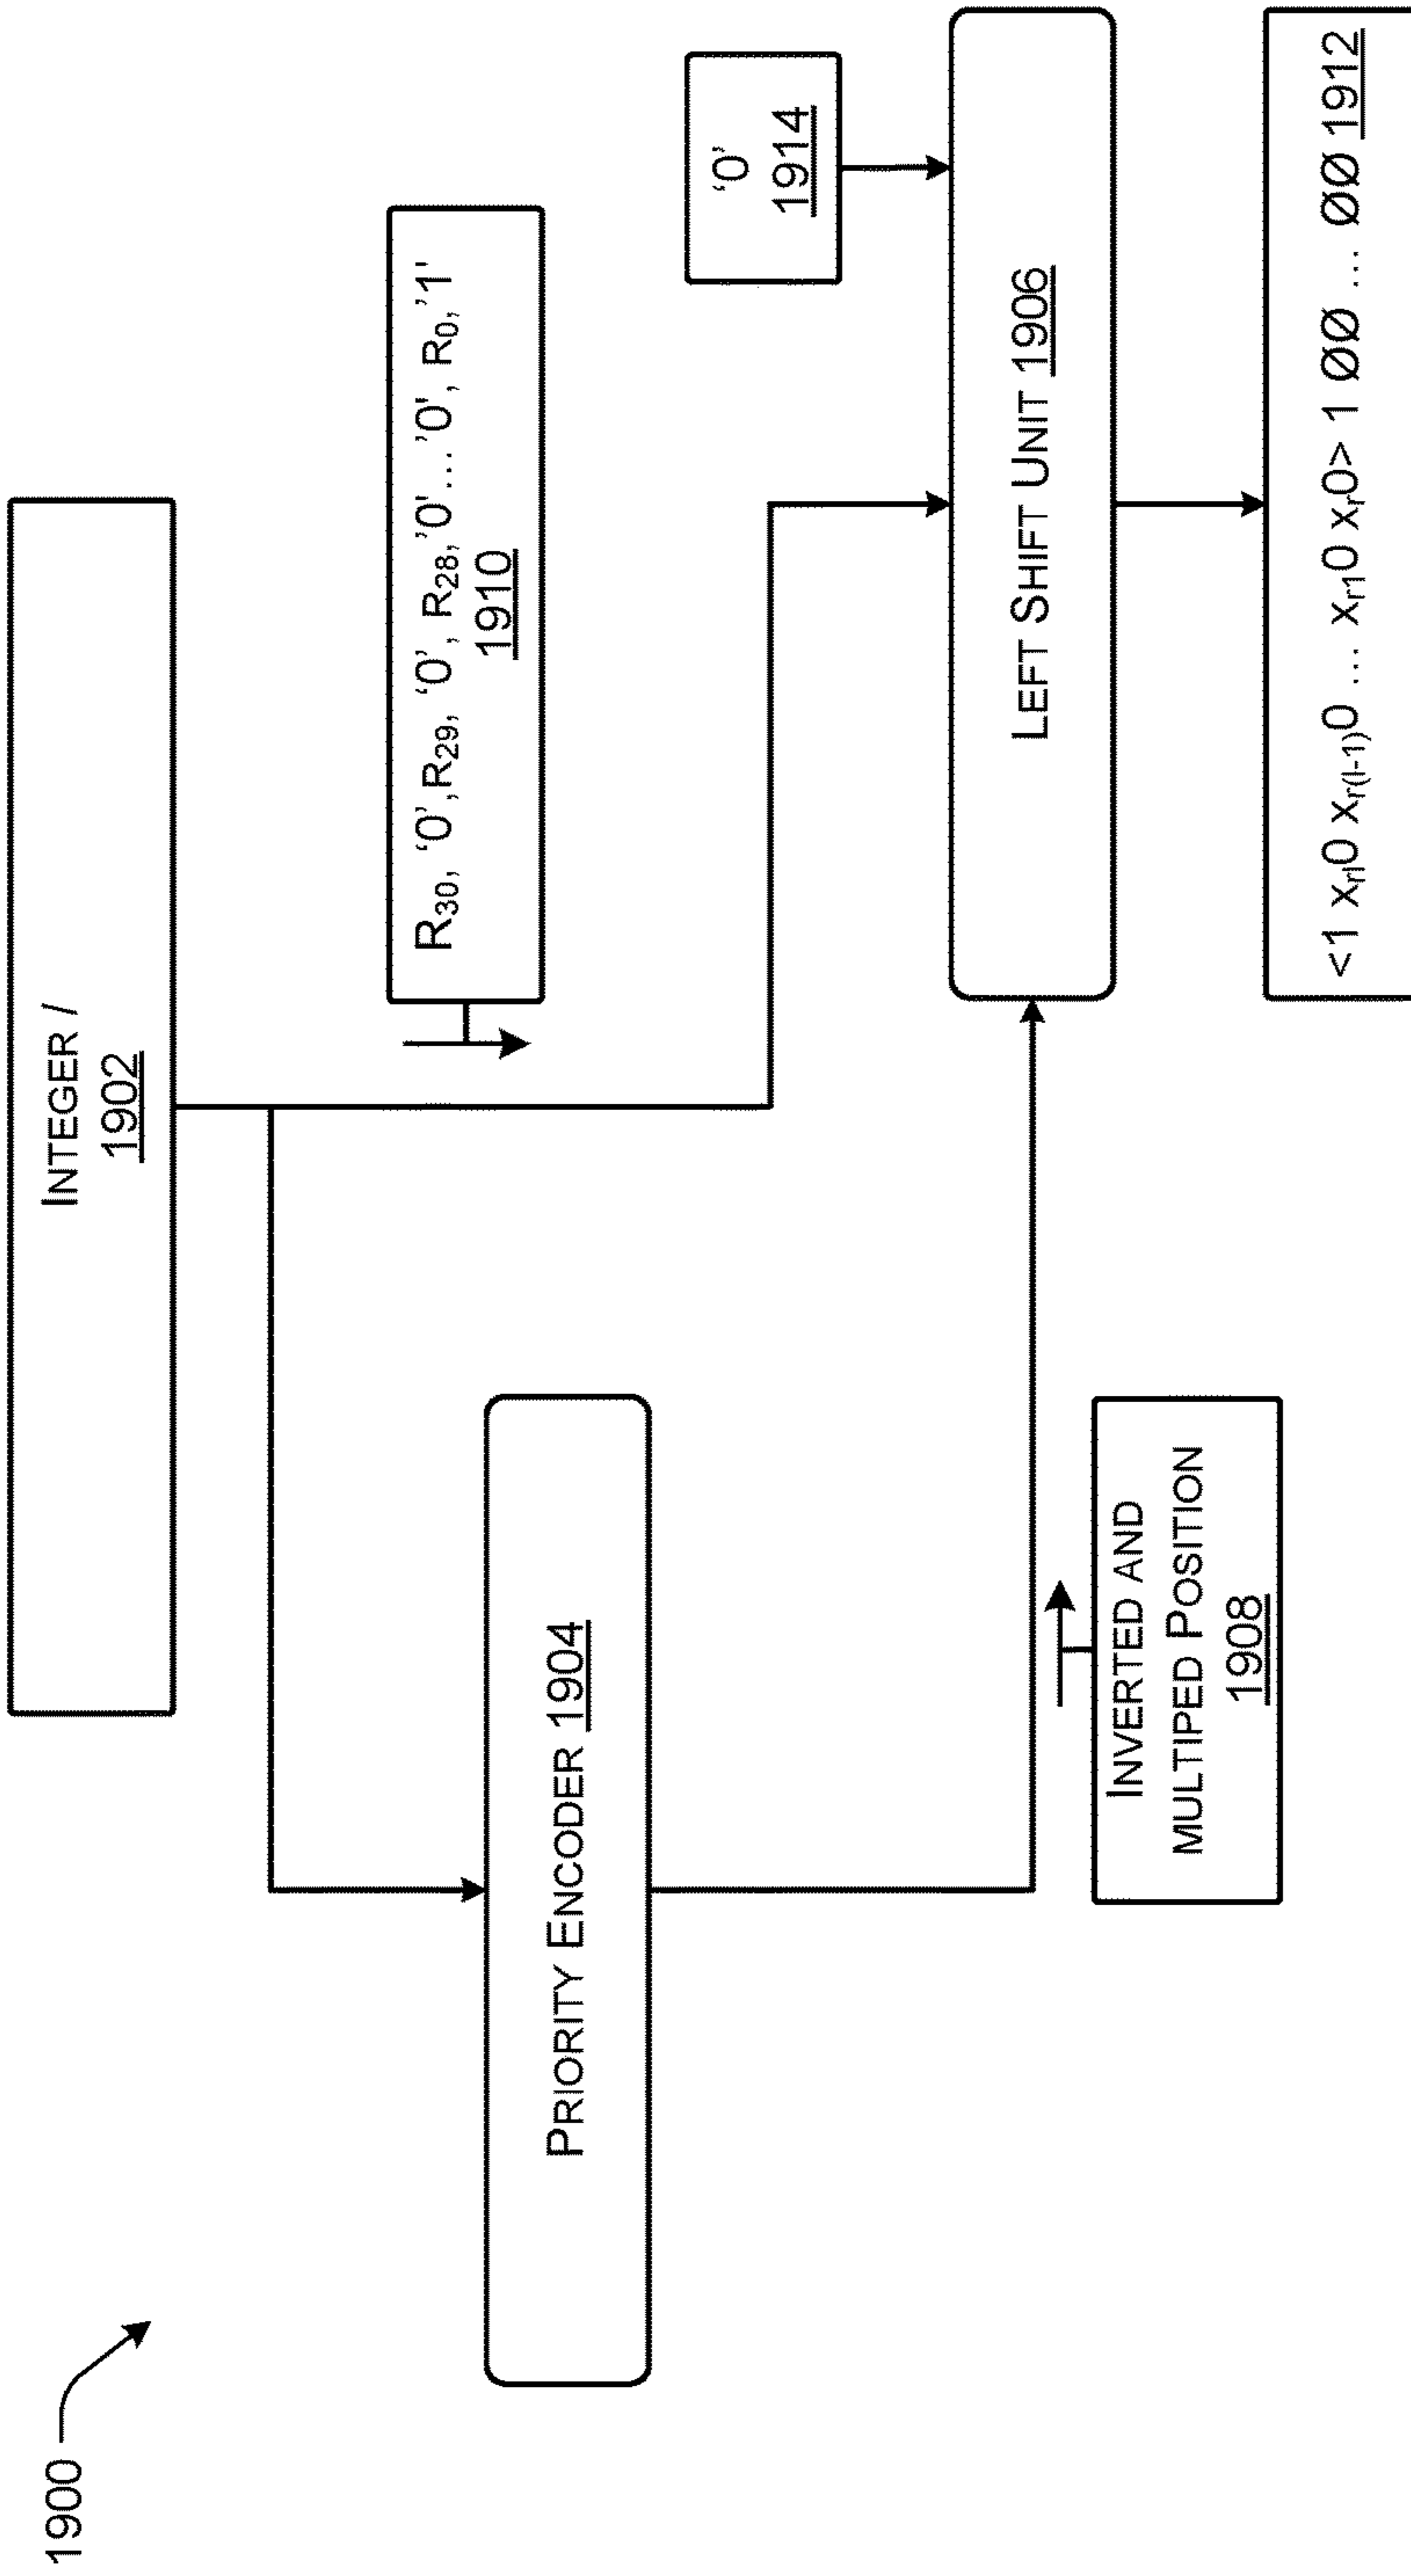 1900
INTEGER I
1902
R30, ‘0’,R29, ‘0’, R28,’0’… ’0’, R0,’1’
1910
PRIORITY ENCODER 1904
‘0’
1914
LEFT SHIFT UNIT 1906
INVERTED AND
MULTIPED POSITION
1908
<1 xrl0 xr(l-1)0 … xr10 xr0> 1 ØØ … ØØ 1912